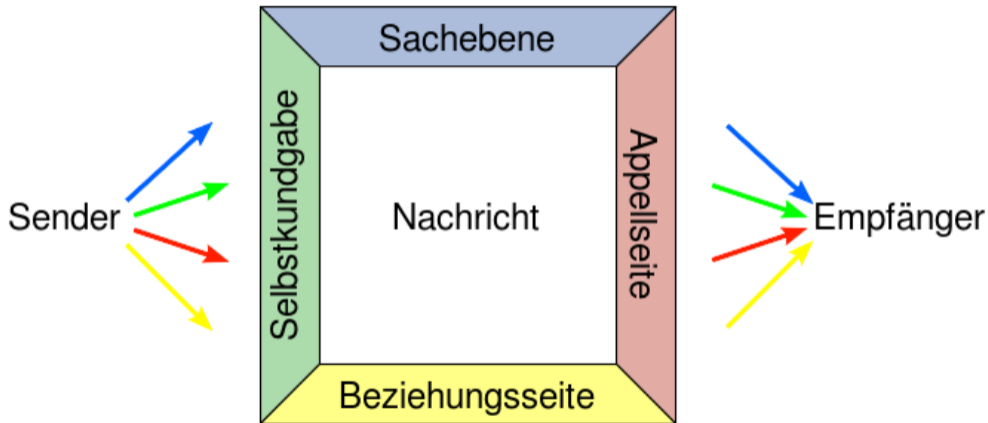 Sachebene
Sender
Selbstkundgabe
Nachricht
Appellseite
Empfänger
Beziehungsseite